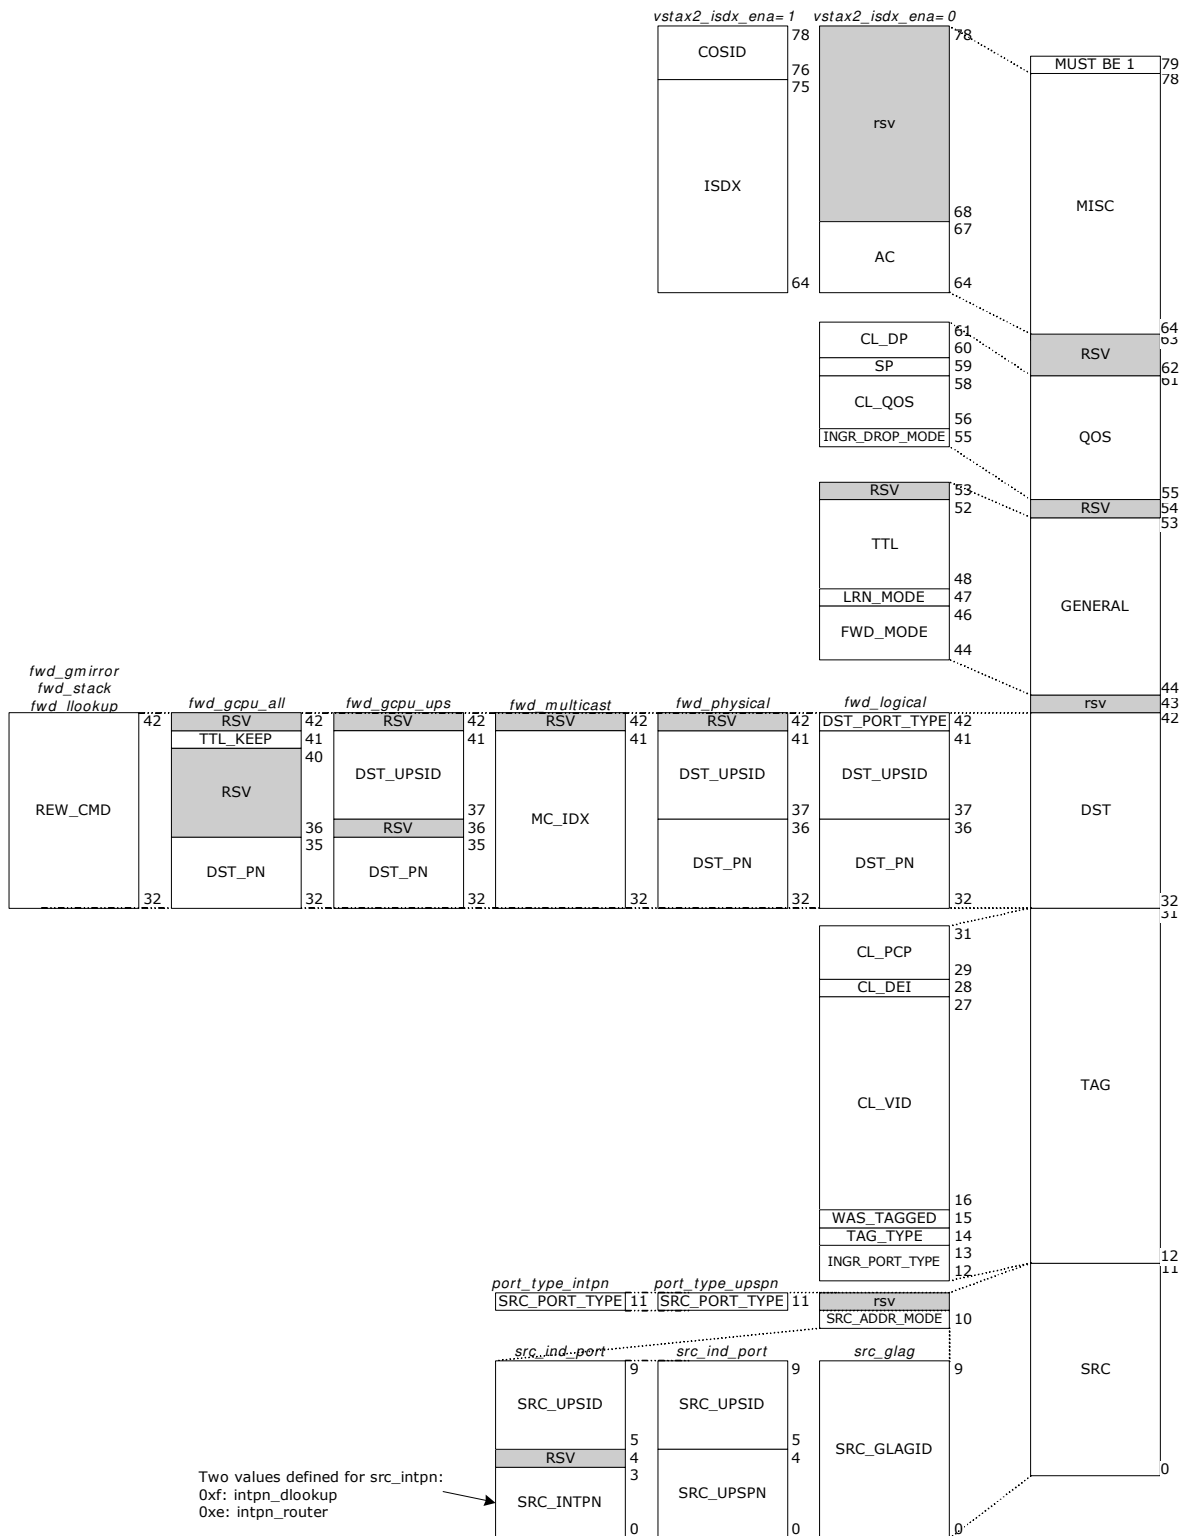 vstax2_isdx_ena=1 vstax2_isdx_ena=0
COSID
78
76
ISDX
75
64
rsv
78
68
AC
67
64
MUST BE 1
79
MISC
78
64
RSV
63
62
QOS
61
55
RSV
54
GENERAL
53
44
rsv
43
DST
42
32
TAG
31
12
SRC
11
0
CL_DP
61
60
SP
59
CL_QOS
58
56
INGR_DROP_MODE
55
RSV
53
TTL
52
48
LRN_MODE
47
FWD_MODE
46
44
fwd_gmirror
fwd_stack
fwd_llookup
REW_CMD
42
32
fwd_gcpu_all
RSV
42
TTL_KEEP
41
RSV
40
36
DST_PN
35
32
fwd_gcpu_ups
RSV
42
DST_UPSID
41
37
RSV
36
DST_PN
35
32
fwd_multicast
RSV
42
MC_IDX
41
32
fwd_physical
RSV
42
DST_UPSID
41
37
DST_PN
36
32
fwd_logical
DST_PORT_TYPE
42
DST_UPSID
41
37
DST_PN
36
32
CL_PCP
31
29
CL_DEI
28
CL_VID
27
16
WAS_TAGGED
15
TAG_TYPE
14
INGR_PORT_TYPE
13
12
port_type_intpn
SRC_PORT_TYPE
11
port_type_upspn
SRC_PORT_TYPE
11
rsv
SRC_ADDR_MODE
10
src_ind_port
SRC_UPSID
9
5
RSV
4
SRC_INTPN
3
0
src_ind_port
SRC_UPSID
9
5
SRC_UPSPN
4
0
src_glag
SRC_GLAGID
9
0
Two values defined for src_intpn:
0xf: intpn_dlookup
0xe: intpn_router